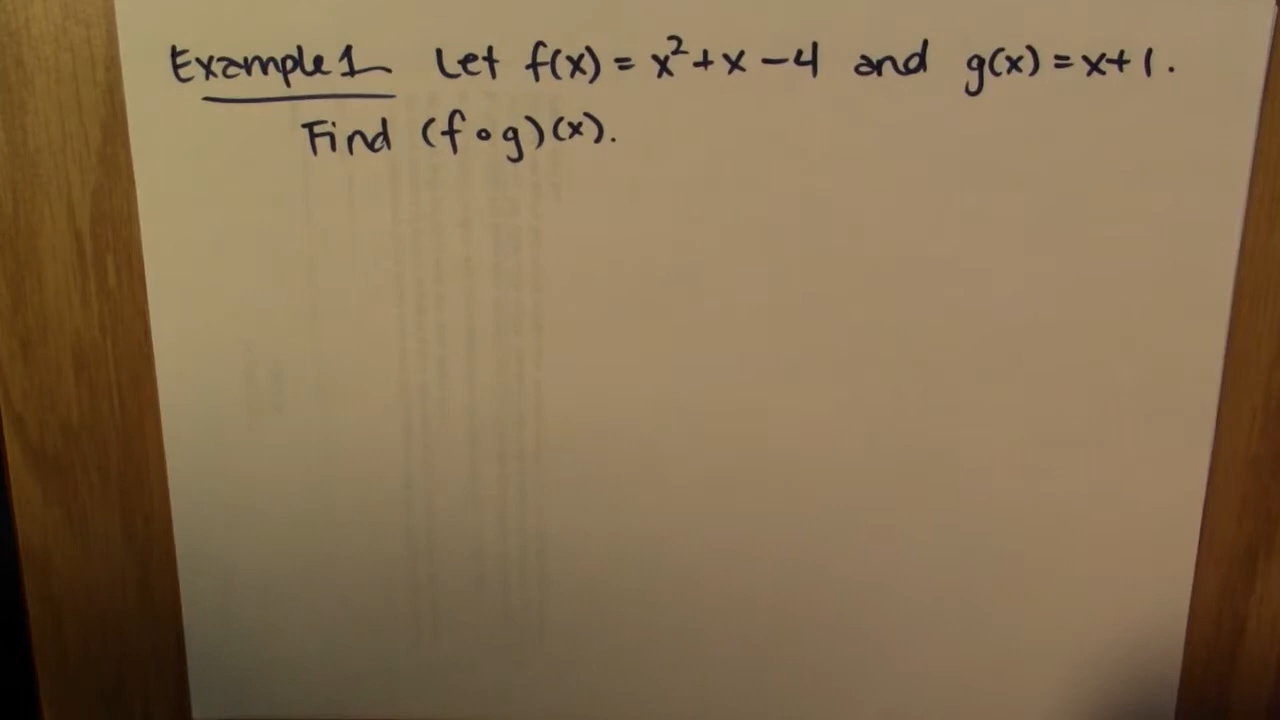 Example 1 Let f(x) = x² + x - 4 and g(x) = x + 1.
Find (f∘g)(x).